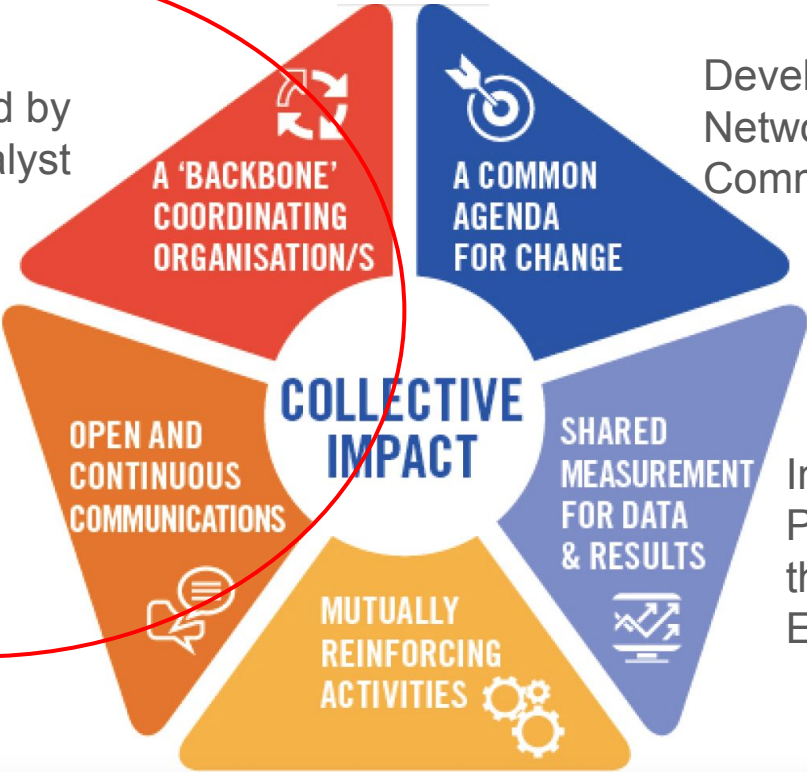 d by
alyst
A ‘BACKBONE’
COORDINATING
ORGANISATION/S
A COMMON
AGENDA
FOR CHANGE
Devel
Netwo
Comm
COLLECTIVE
IMPACT
OPEN AND
CONTINUOUS
COMMUNICATIONS
SHARED
MEASUREMENT
FOR DATA
& RESULTS
In
P
th
E
MUTUALLY
REINFORCING
ACTIVITIES